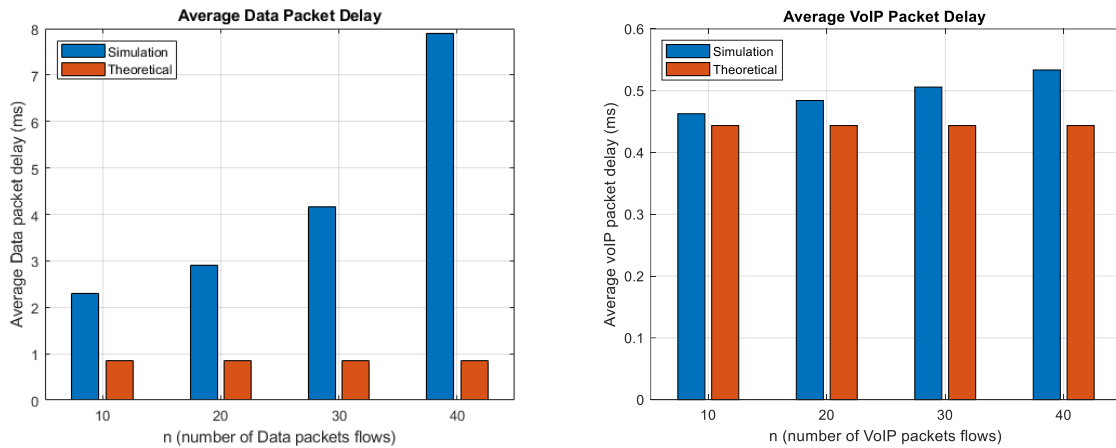 Average Data Packet Delay
Simulation
Theoretical
Average Data packet delay (ms)
8
7
6
5
4
3
2
1
0
10
20
30
40
n (number of Data packets flows)
Average VoIP Packet Delay
Simulation
Theoretical
Average voIP packet delay (ms)
0.6
0.5
0.4
0.3
0.2
0.1
0
10
20
30
40
n (number of VoIP packets flows)